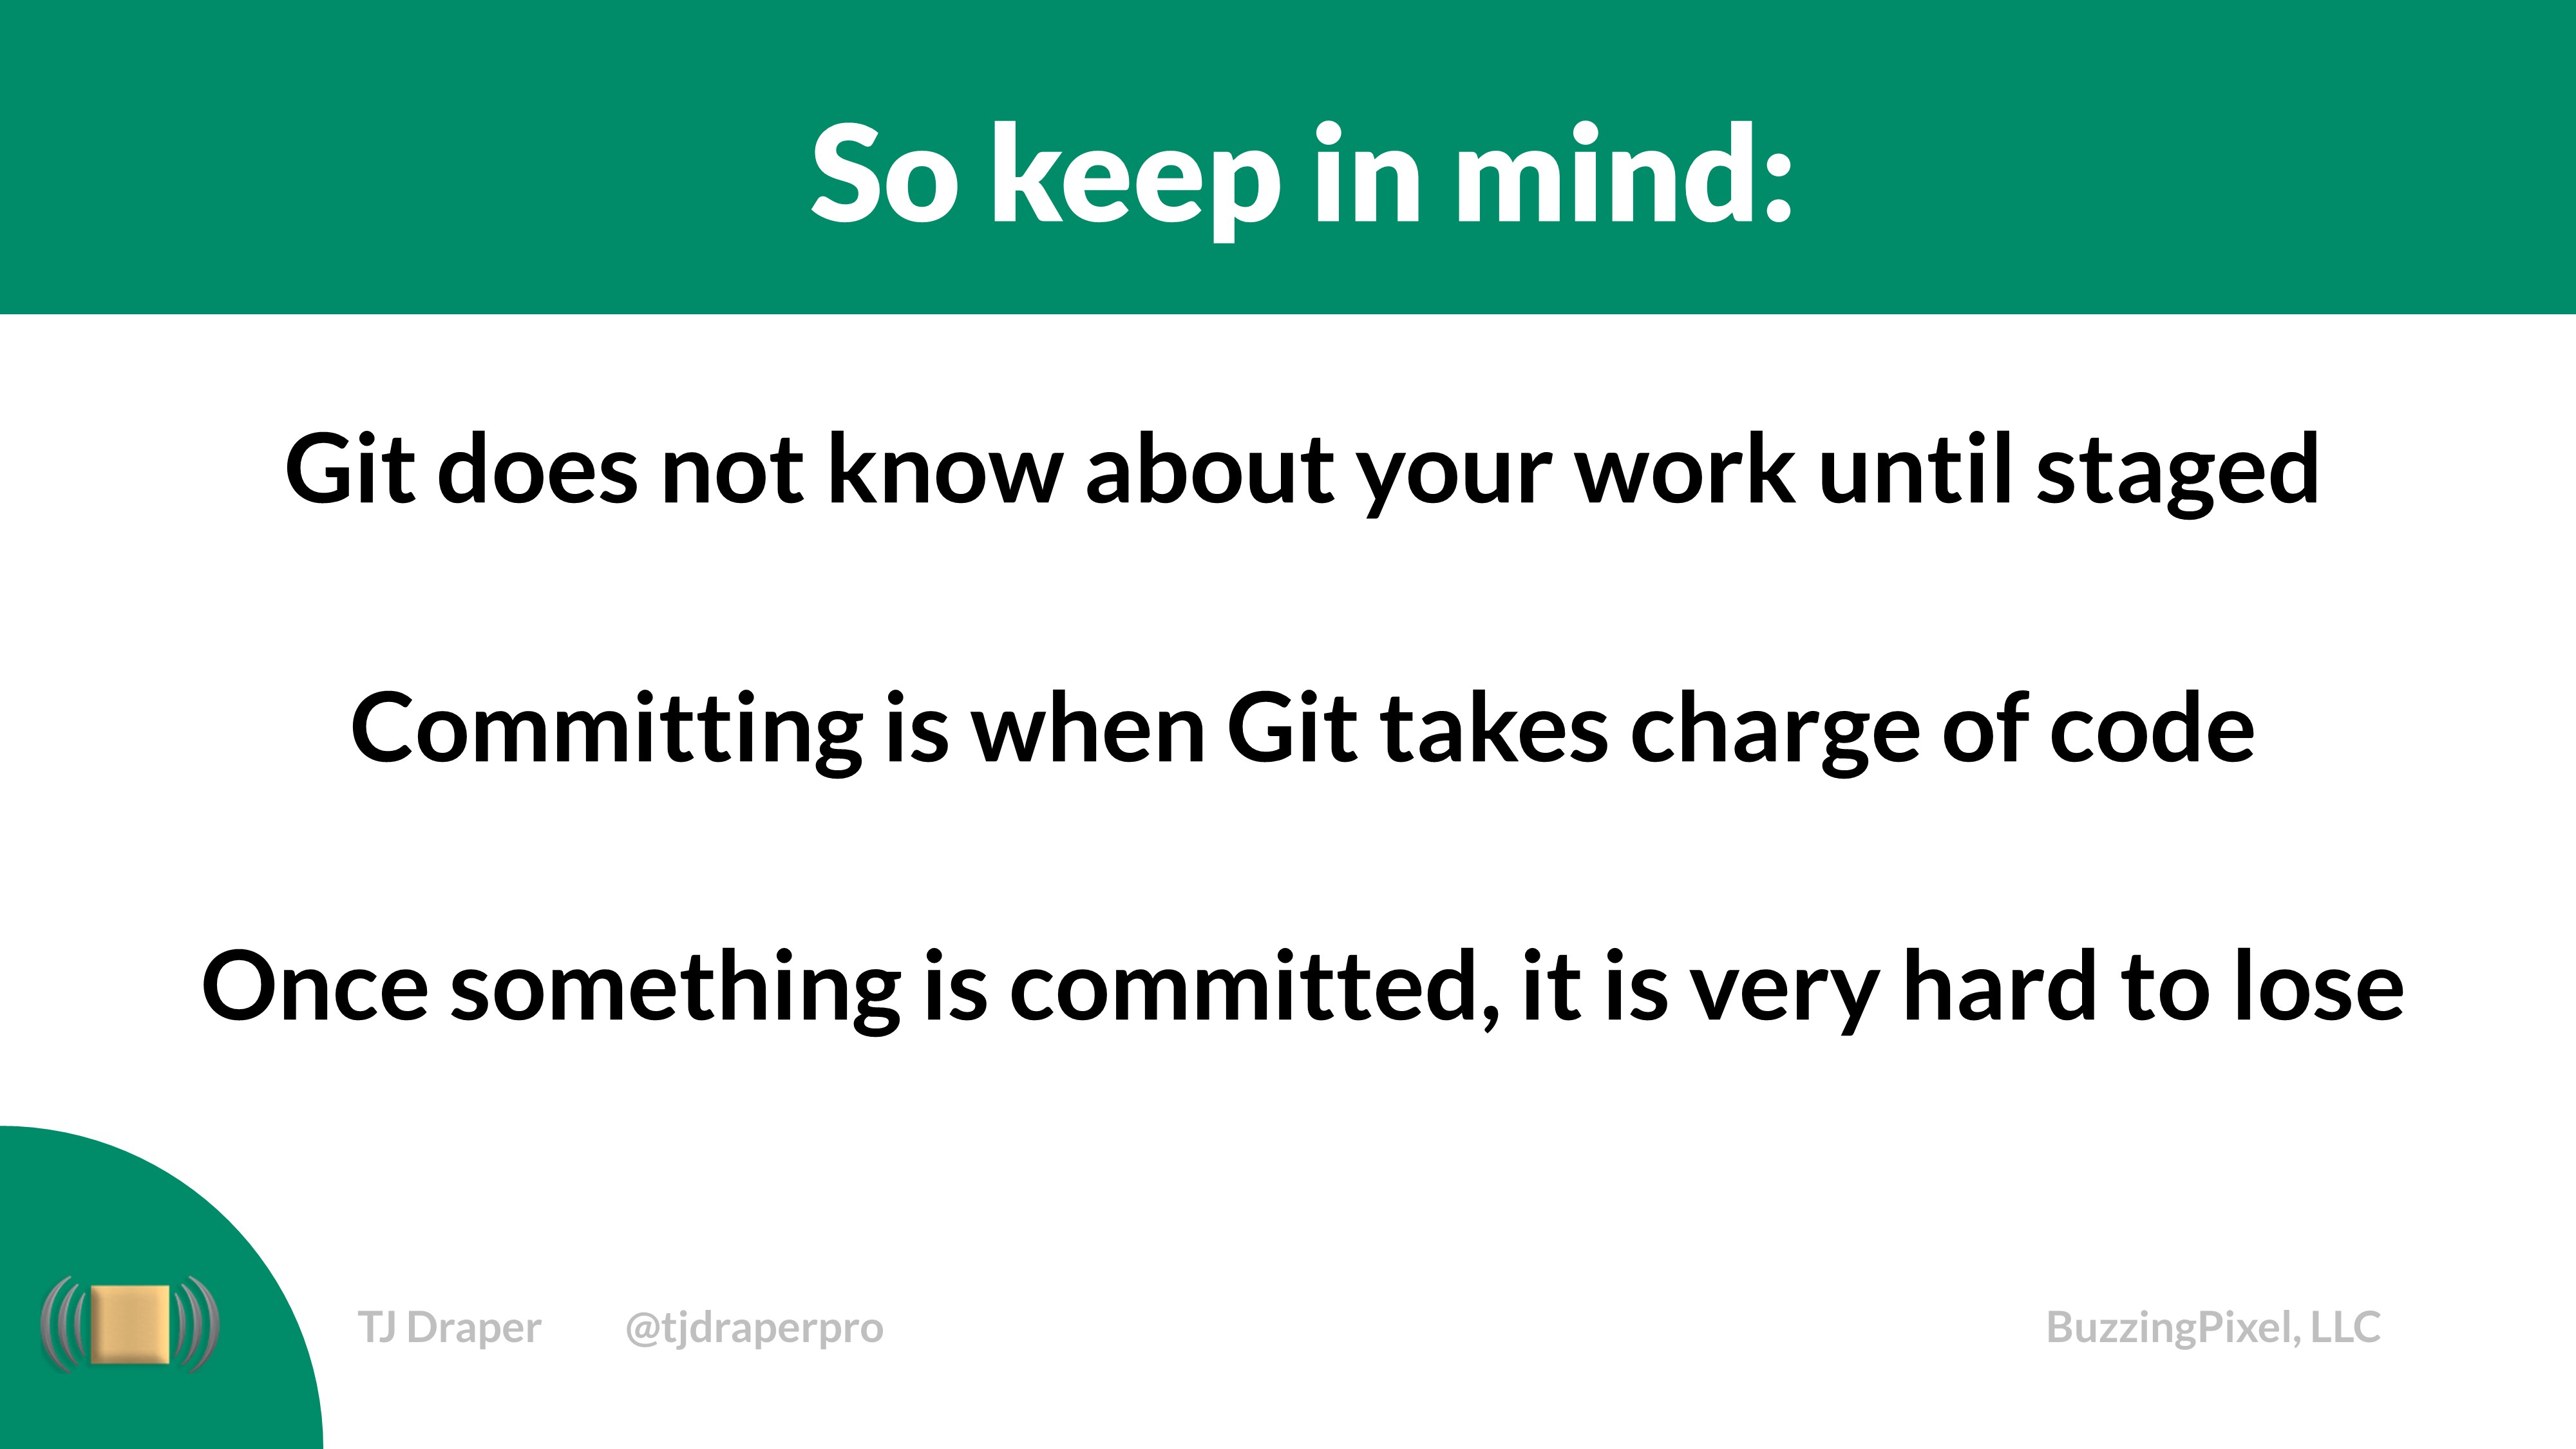 So keep in mind:
Git does not know about your work until staged
Committing is when Git takes charge of code
Once something is committed, it is very hard to lose
TJ Draper @tjdraperpro BuzzingPixel, LLC